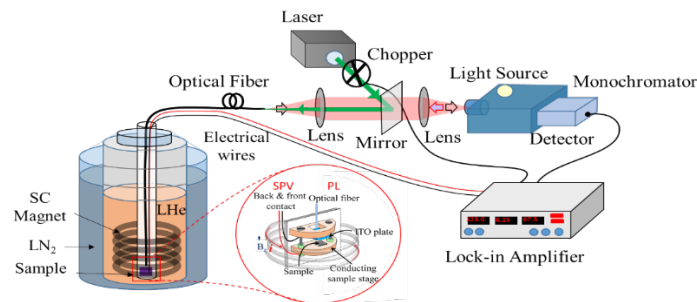 Laser
Chopper
Optical Fiber
Light Source
Monochromator
Lens
Mirror
Lens
Detector
Electrical
wires
SC
Magnet
LHe
LN2
Sample
SPV
PL
Back & front
contact
Optical fiber
ITO plate
B
Sample
Conducting
sample stage
Lock-in Amplifier